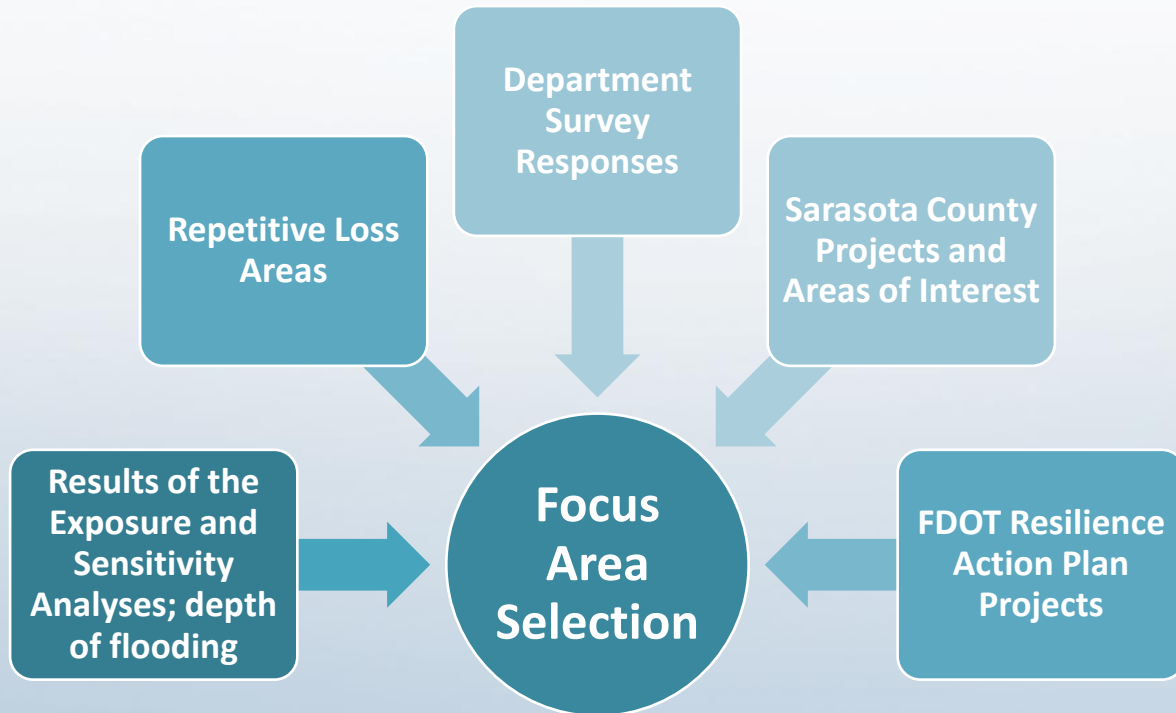 Department
Survey
Responses
Repetitive Loss
Areas
Sarasota County
Projects and
Areas of Interest
Results of the
Exposure and
Sensitivity
Analyses; depth
of flooding
Focus
Area
Selection
FDOT Resilience
Action Plan
Projects